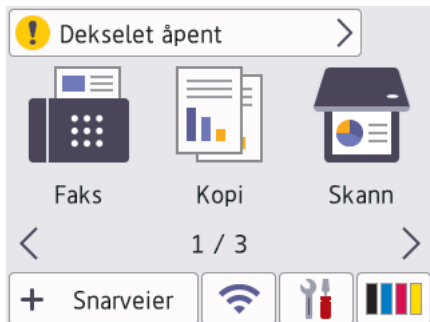 Dekselet åpent
Faks Kopi Skann
1 / 3
+ Snarveier